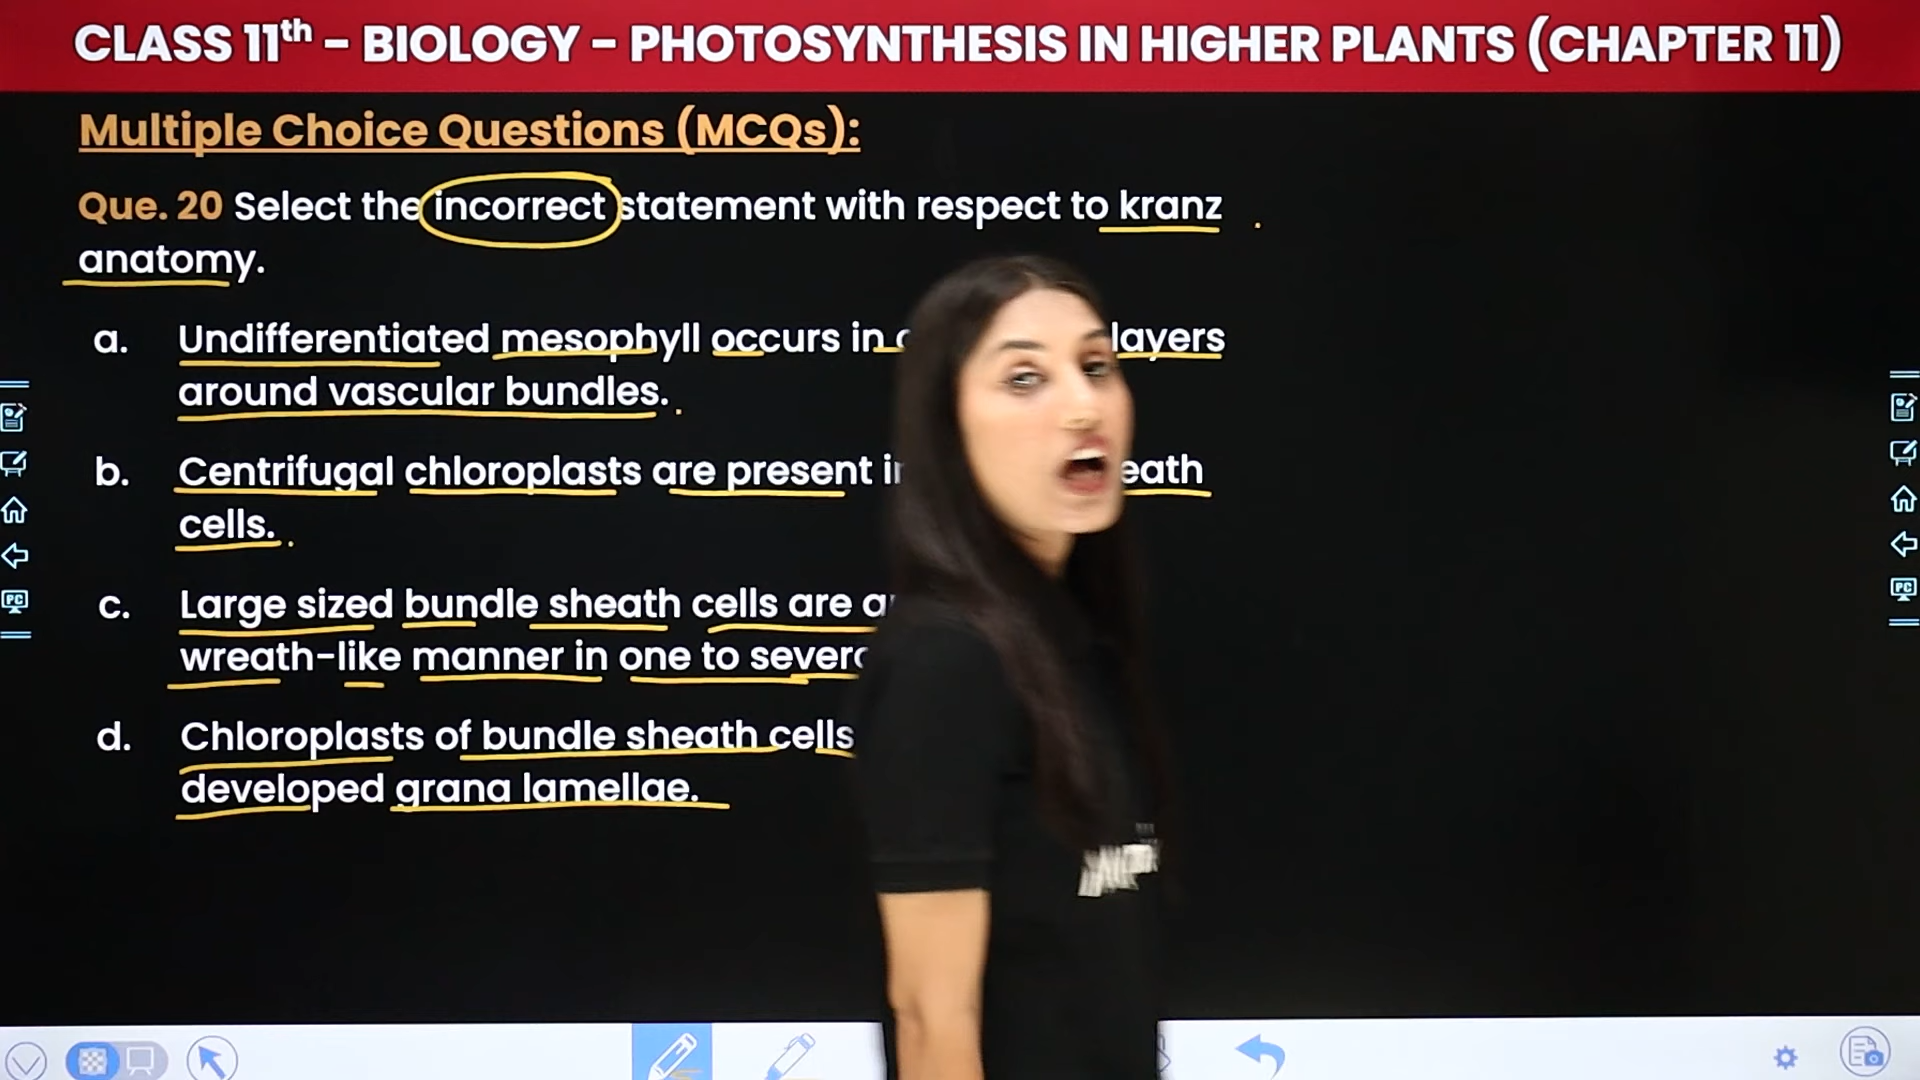 CLASS 11th – BIOLOGY – PHOTOSYNTHESIS IN HIGHER PLANTS (CHAPTER 11)
Multiple Choice Questions (MCQs):
Que. 20 Select the incorrect statement with respect to kranz
anatomy.
a. Undifferentiated mesophyll occurs in layers
around vascular bundles.
b. Centrifugal chloroplasts are present
cells.
c. Large sized bundle sheath cells are
wreath-like manner in one to
d. Chloroplasts of bundle sheath cells
developed grana lamellae.
PC
PC